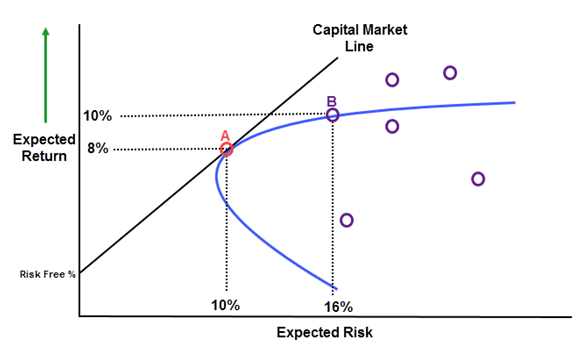 Capital Market
Line
B
10%
A
Expected
Return
8%
Risk Free %
10%
16%
Expected Risk